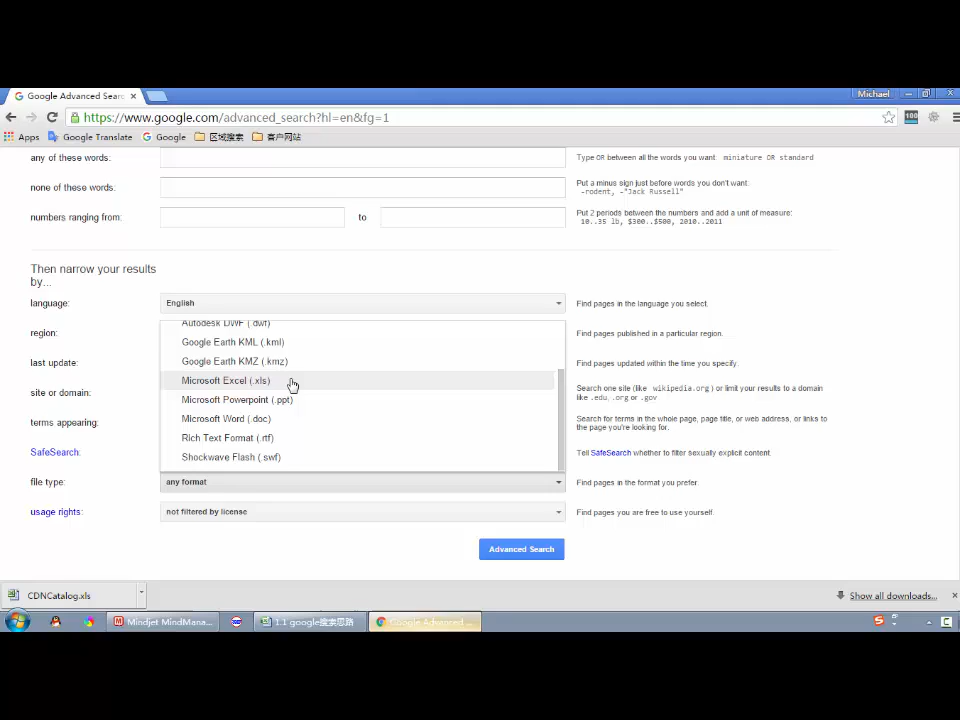 Google Advanced Searc
Michael
https://www.google.com/advanced_search?hl=en&fg=1
100
Apps Google Translate Google 区域搜索 客户网站
any of these words: Type OR between all the words you want: miniature OR standard
none of these words: Put a minus sign just before words you don't want:
-rodent, -"Jack Russell"
numbers ranging from: to Put 2 periods between the numbers and add a unit of measure:
10..35 lb, $300..$500, 2010..2011
Then narrow your results
by...
language: English Find pages in the language you select.
region: Autodesk DWF (.dwf) Find pages published in a particular region.
Google Earth KML (.kml)
last update: Google Earth KMZ (.kmz) Find pages updated within the time you specify.
Microsoft Excel (.xls)
site or domain: Search one site (like wikipedia.org ) or limit your results to a domain
like .edu, .org or .gov
Microsoft Powerpoint (.ppt)
terms appearing: Microsoft Word (.doc) Search for terms in the whole page, page title, or web address, or links to
the page you're looking for.
Rich Text Format (.rtf)
SafeSearch: Shockwave Flash (.swf) Tell SafeSearch whether to filter sexually explicit content.
file type: any format Find pages in the format you prefer.
usage rights: not filtered by license Find pages you are free to use yourself.
Advanced Search
CDNCatalog.xls Show all downloads...
Mindjet MindMana... 1.1 google搜索思路 Google Advanced ...